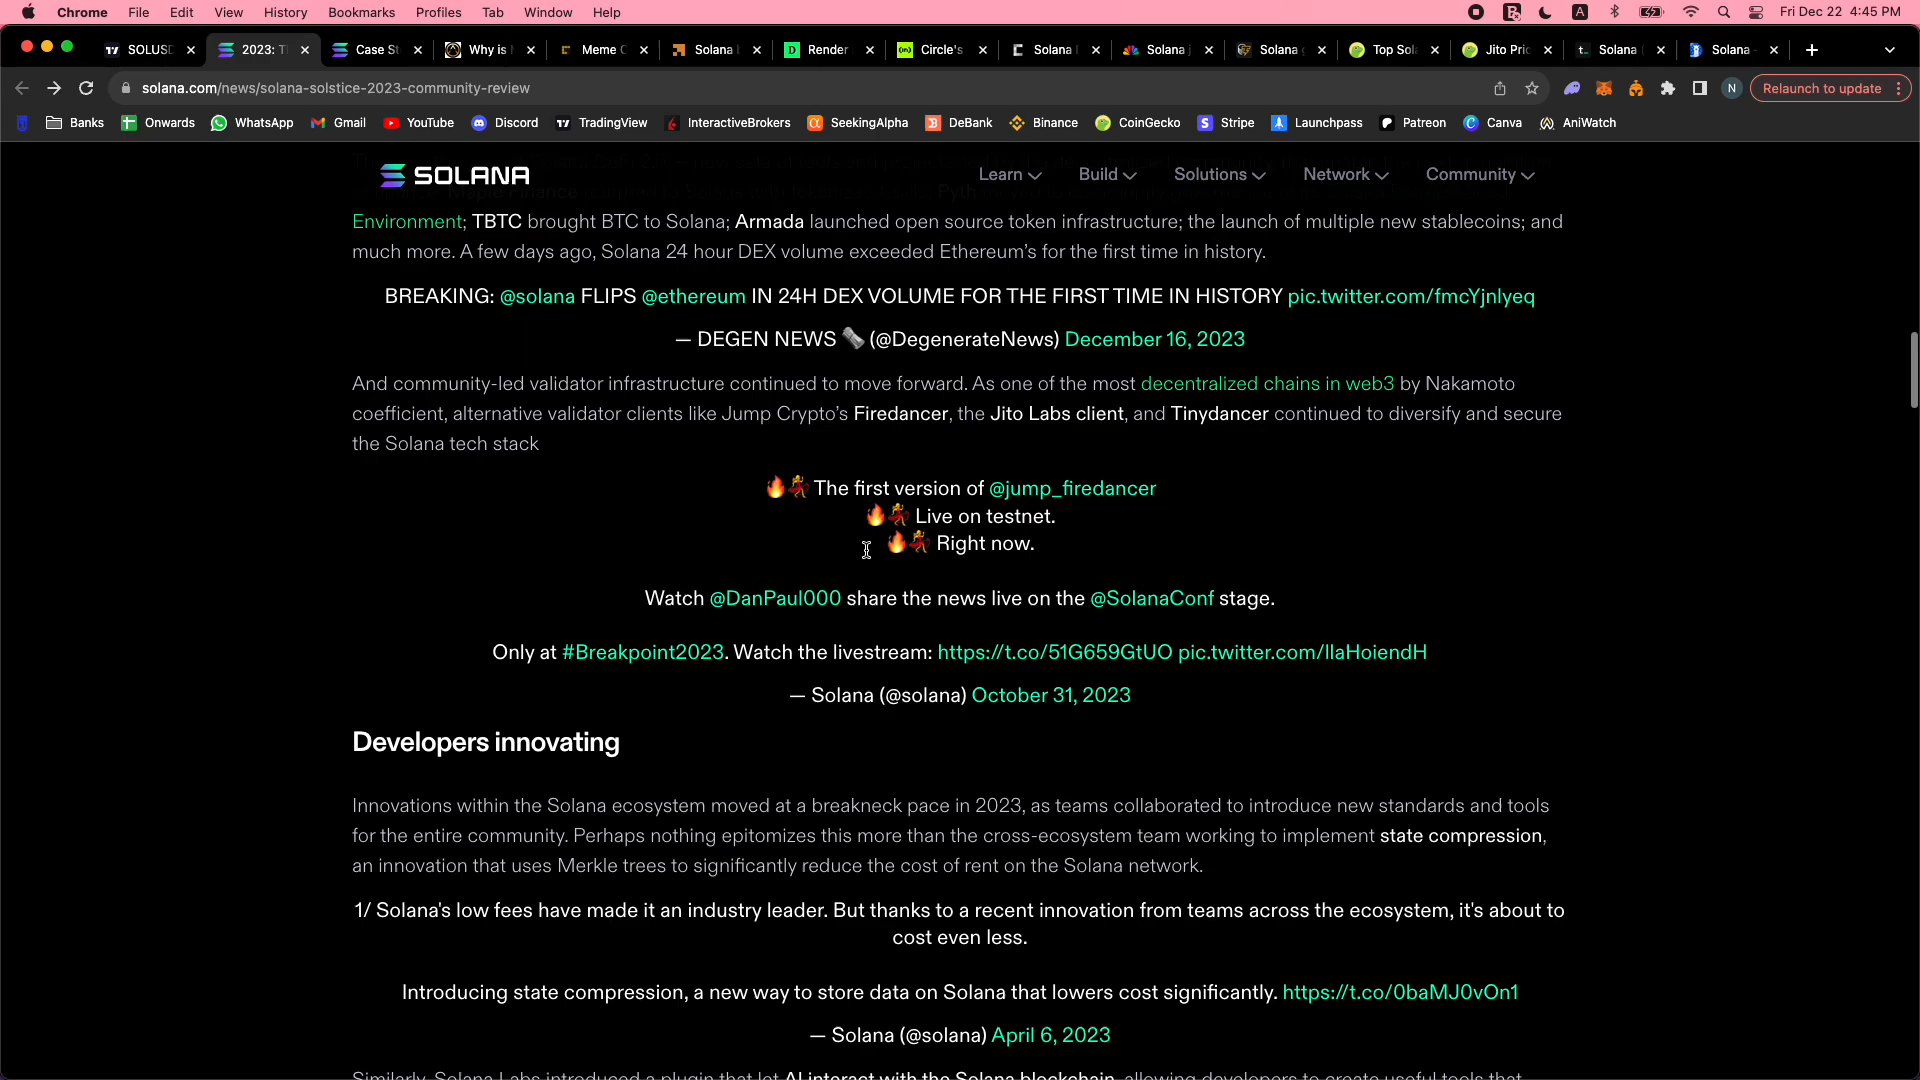 Chrome File Edit View History Bookmarks Profiles Tab Window Help A Fri Dec 22 4:45 PM
SOLUS 2023: T Case St Why is Meme C Solana Render Circle's Solana Solana Solana Top Sol Jito Pric Solana Solana
solana.com/news/solana-solstice-2023-community-review N Relaunch to update
Banks Onwards WhatsApp Gmail YouTube Discord TradingView InteractiveBrokers SeekingAlpha DeBank Binance CoinGecko Stripe Launchpass Patreon Canva AniWatch
SOLANA Learn Build Solutions Network Community
Environment; TBTC brought BTC to Solana; Armada launched open source token infrastructure; the launch of multiple new stablecoins; and
much more. A few days ago, Solana 24 hour DEX volume exceeded Ethereum's for the first time in history.
BREAKING: @solana FLIPS @ethereum IN 24H DEX VOLUME FOR THE FIRST TIME IN HISTORY pic.twitter.com/fmcYjnlyeq
— DEGEN NEWS 🗞️ (@DegenerateNews) December 16, 2023
And community-led validator infrastructure continued to move forward. As one of the most decentralized chains in web3 by Nakamoto
coefficient, alternative validator clients like Jump Crypto's Firedancer, the Jito Labs client, and Tinydancer continued to diversify and secure
the Solana tech stack
🔥💃 The first version of @jump_firedancer
🔥💃 Live on testnet.
🔥💃 Right now.
Watch @DanPaul000 share the news live on the @SolanaConf stage.
Only at #Breakpoint2023. Watch the livestream: https://t.co/51G659GtUO pic.twitter.com/llaHoiendH
— Solana (@solana) October 31, 2023
Developers innovating
Innovations within the Solana ecosystem moved at a breakneck pace in 2023, as teams collaborated to introduce new standards and tools
for the entire community. Perhaps nothing epitomizes this more than the cross-ecosystem team working to implement state compression,
an innovation that uses Merkle trees to significantly reduce the cost of rent on the Solana network.
1/ Solana's low fees have made it an industry leader. But thanks to a recent innovation from teams across the ecosystem, it's about to
cost even less.
Introducing state compression, a new way to store data on Solana that lowers cost significantly. https://t.co/0baMJ0vOn1
— Solana (@solana) April 6, 2023
Similarly, Solana Labs introduced a plugin that let AI interact with the Solana blockchain, allowing developers to create useful tools that